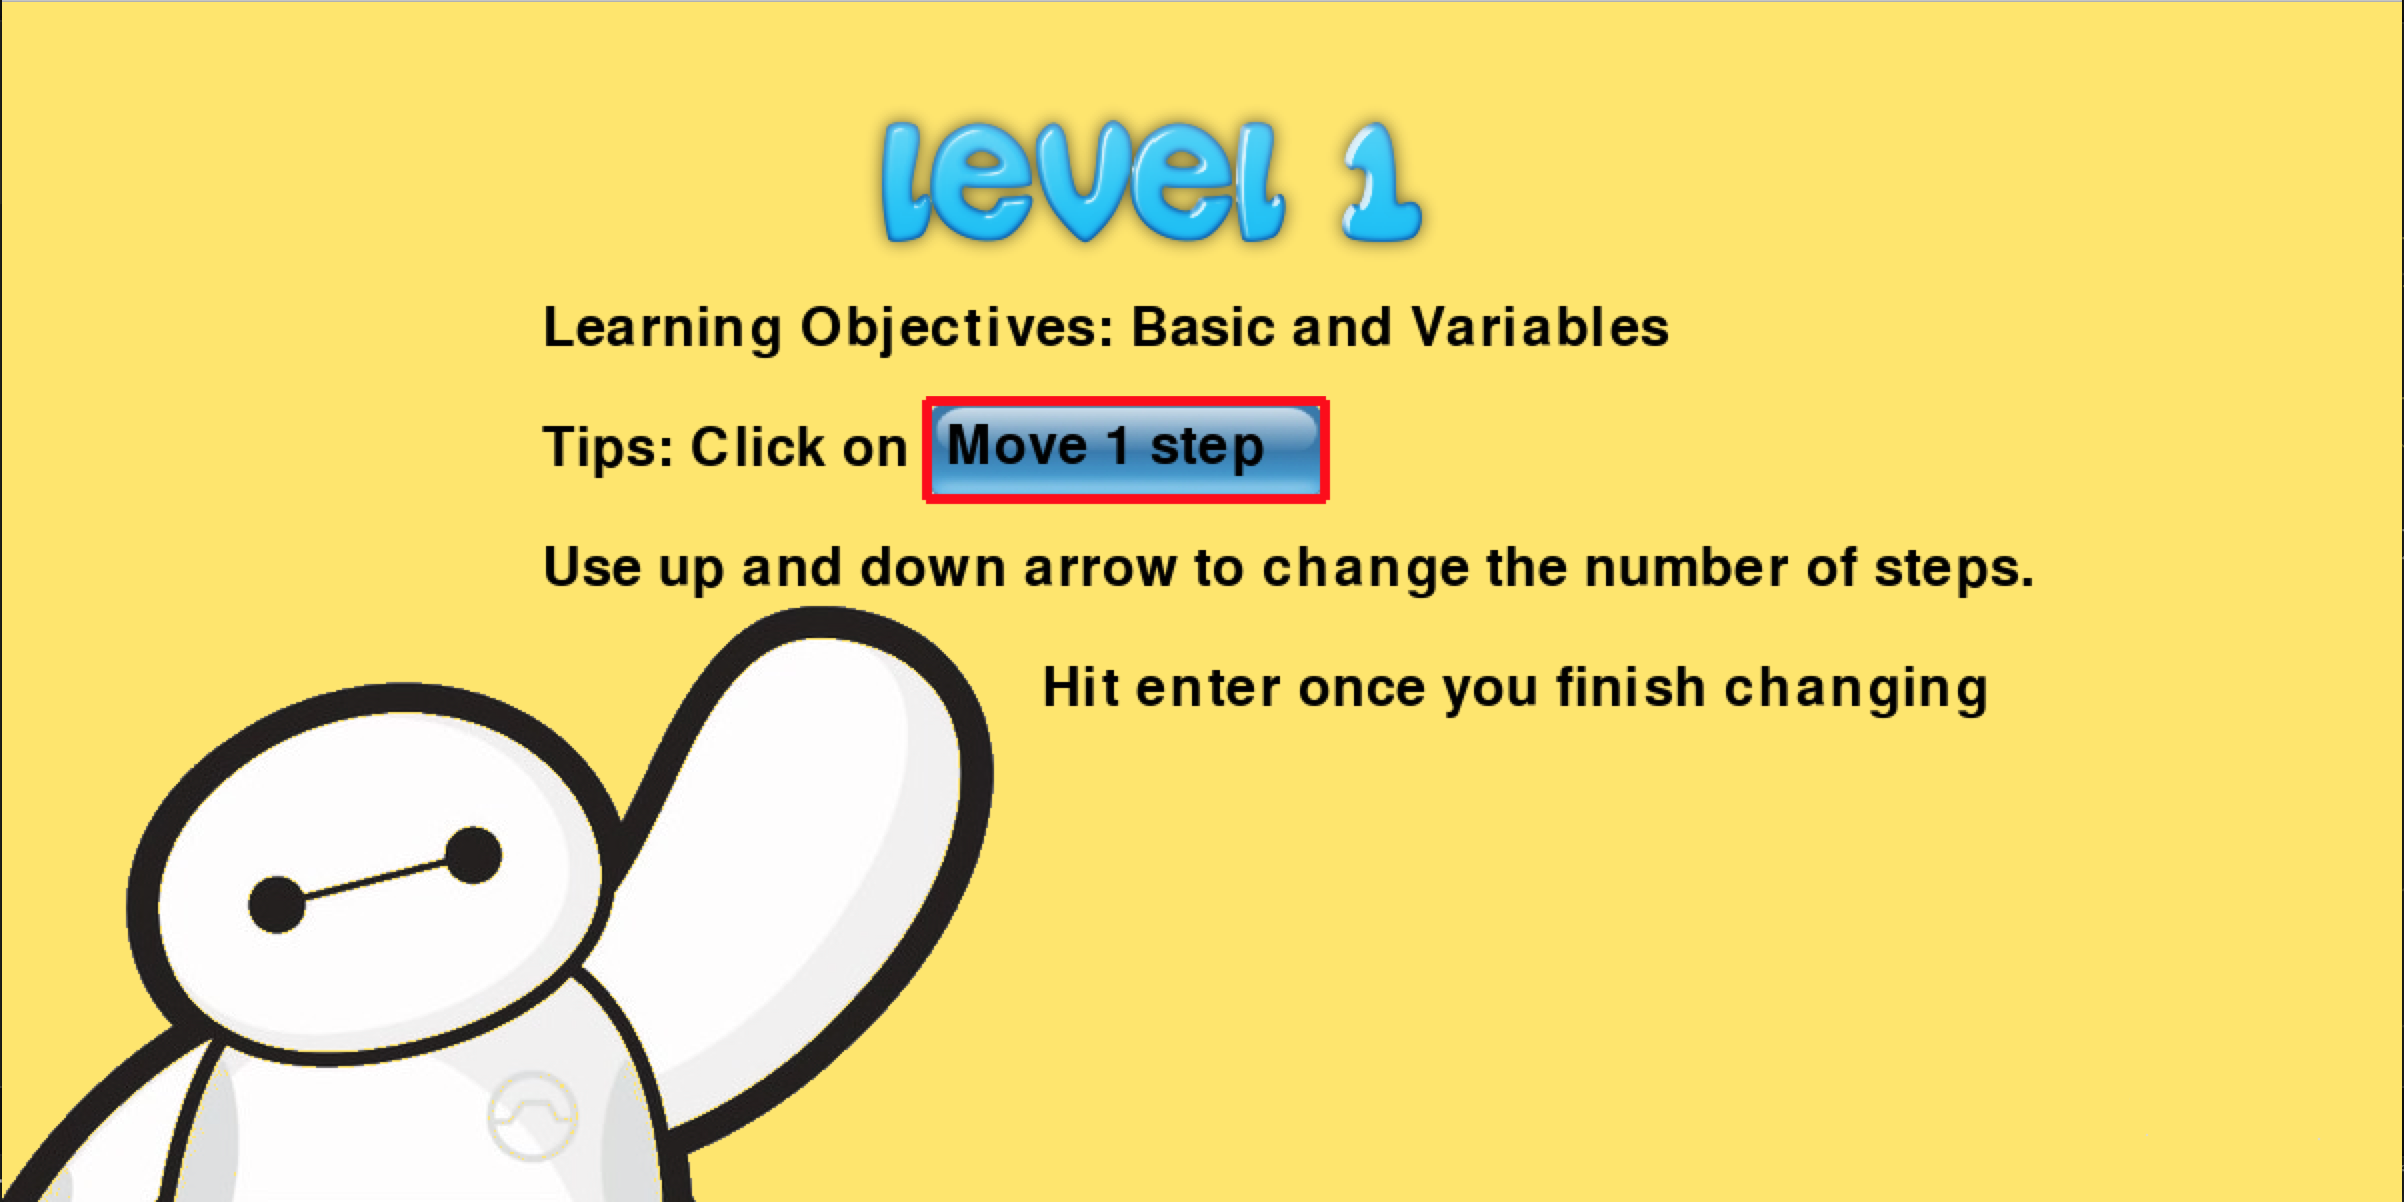 level 1
Learning Objectives: Basic and Variables
Tips: Click on Move 1 step
Use up and down arrow to change the number of steps.
Hit enter once you finish changing